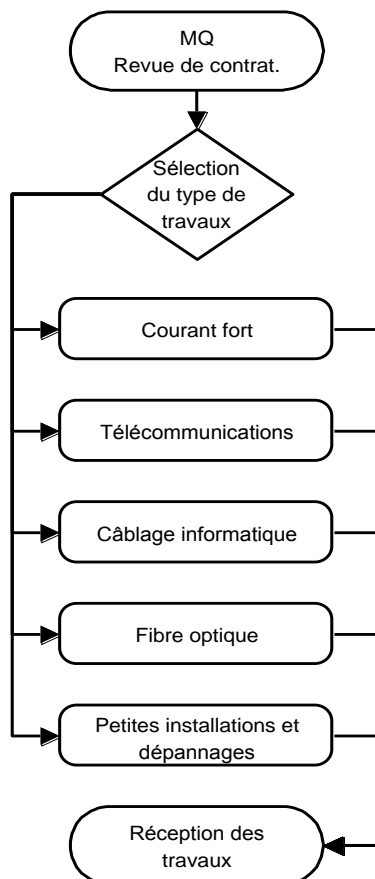 MQ
Revue de contrat.
Sélection
du type de
travaux
Courant fort
Télécommunications
Câblage informatique
Fibre optique
Petites installations et
dépannages
Réception des
travaux